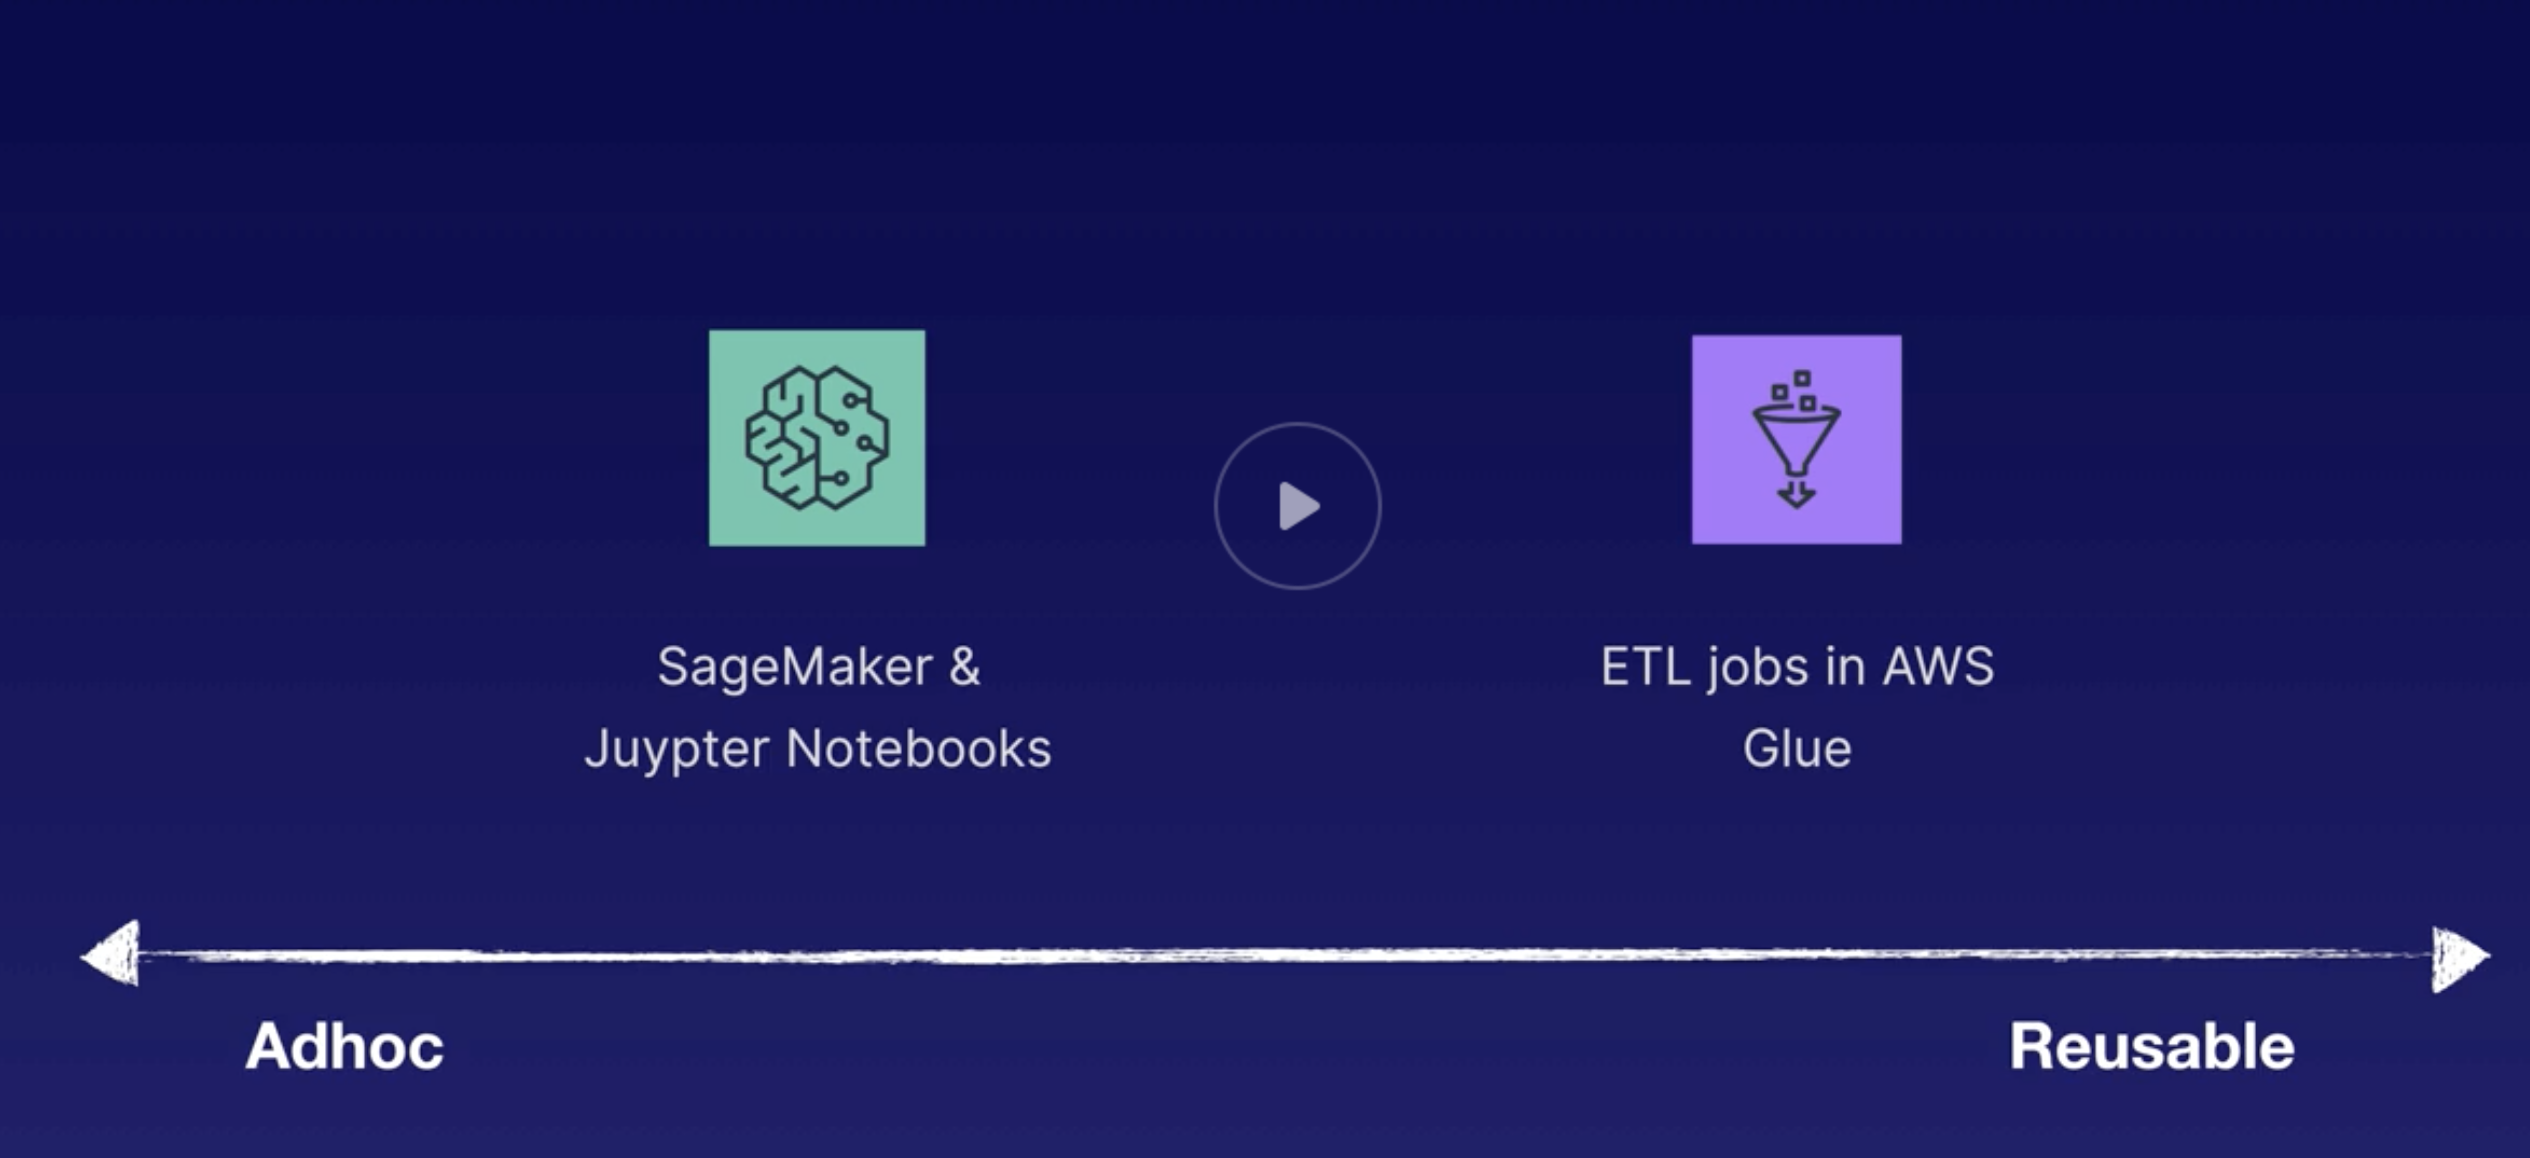 SageMaker &
Juypter Notebooks
ETL jobs in AWS
Glue
Adhoc
Reusable